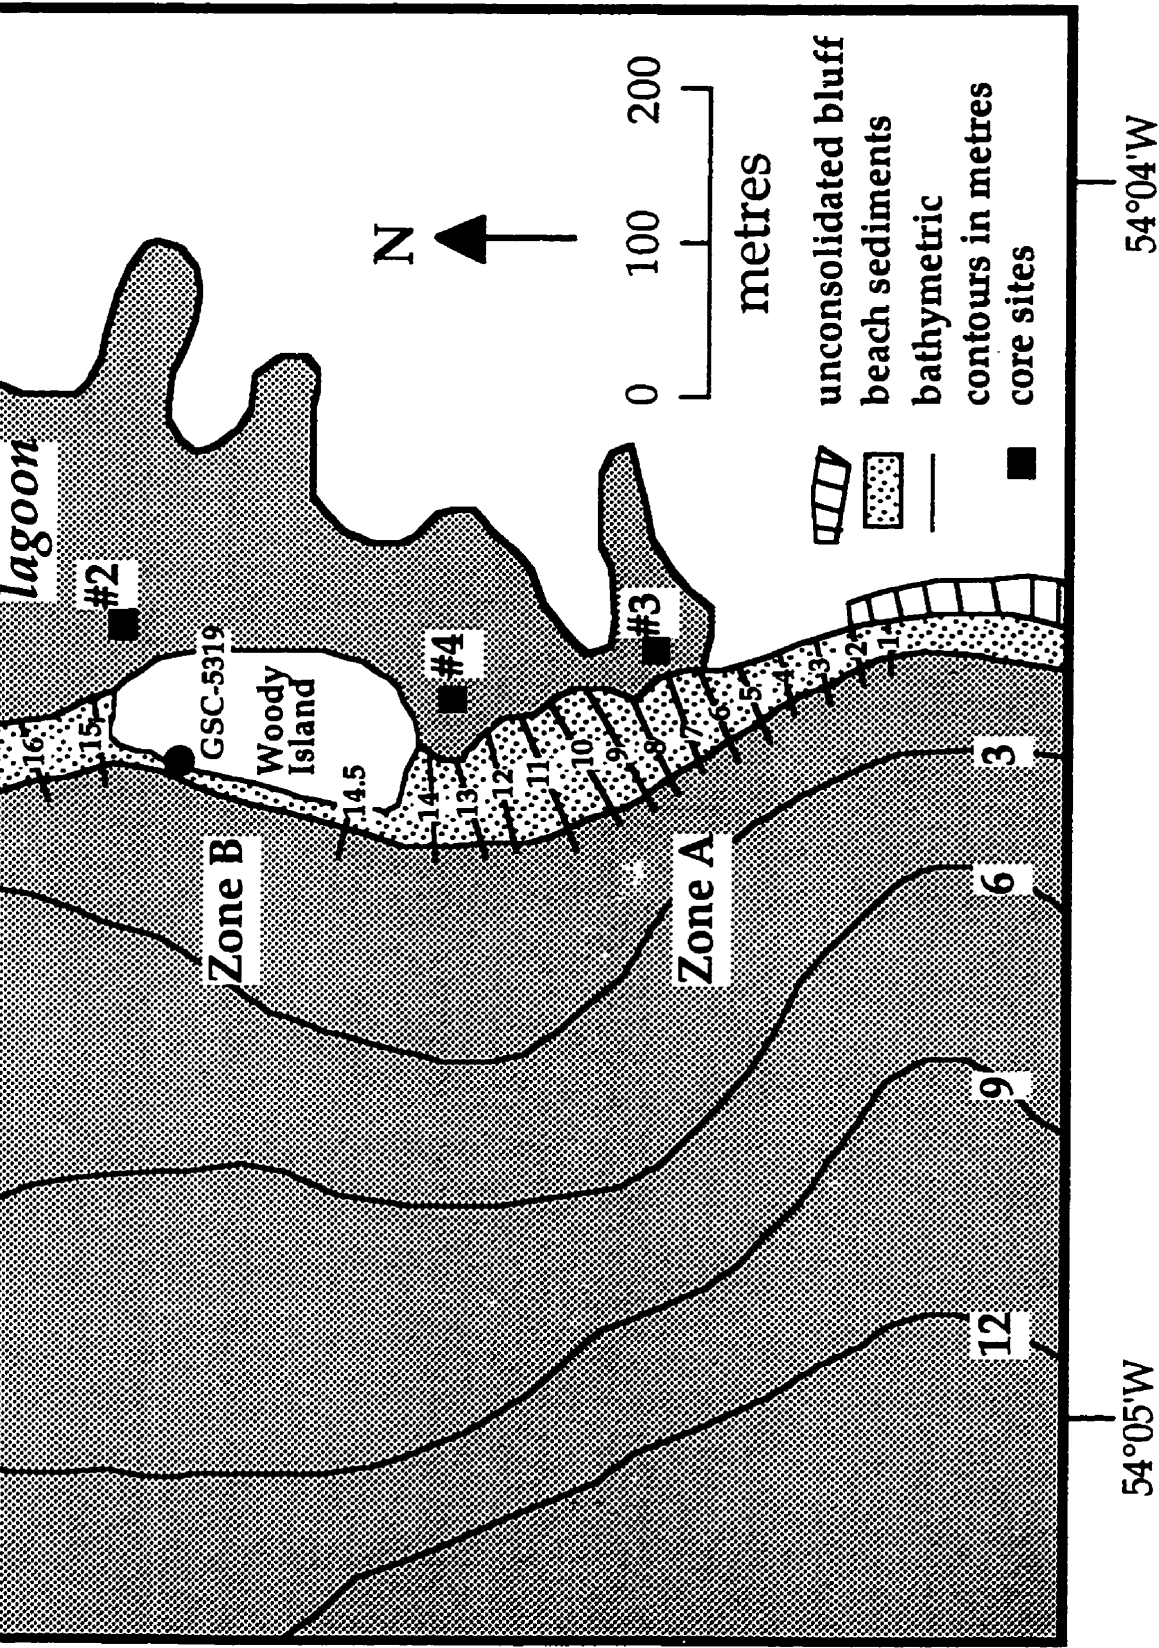 lagoon
#2
16
15
GSC-5319
Woody
Island
14.5
#4
14
13
12
11
10
9
8
7
6
5
4
3
2
1
#3
Zone B
Zone A
3
6
9
12
N
0
100
200
metres
unconsolidated bluff
beach sediments
bathymetric
contours in metres
core sites
54°05'W
54°04'W